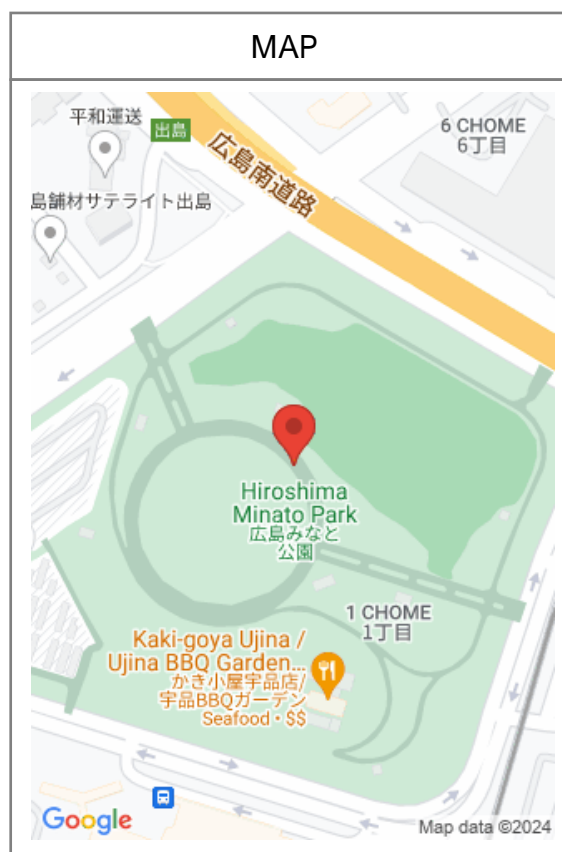 MAP
平和運送
出島
広島南道路
6 CHOME
6丁目
島舗材サテライト出島
Hiroshima
Minato Park
広島みなと
公園
1 CHOME
1丁目
Kaki-goya Ujina /
Ujina BBQ Garden...
かき小屋宇品店/
宇品BBQガーデン
Seafood • $$
Google
Map data ©2024